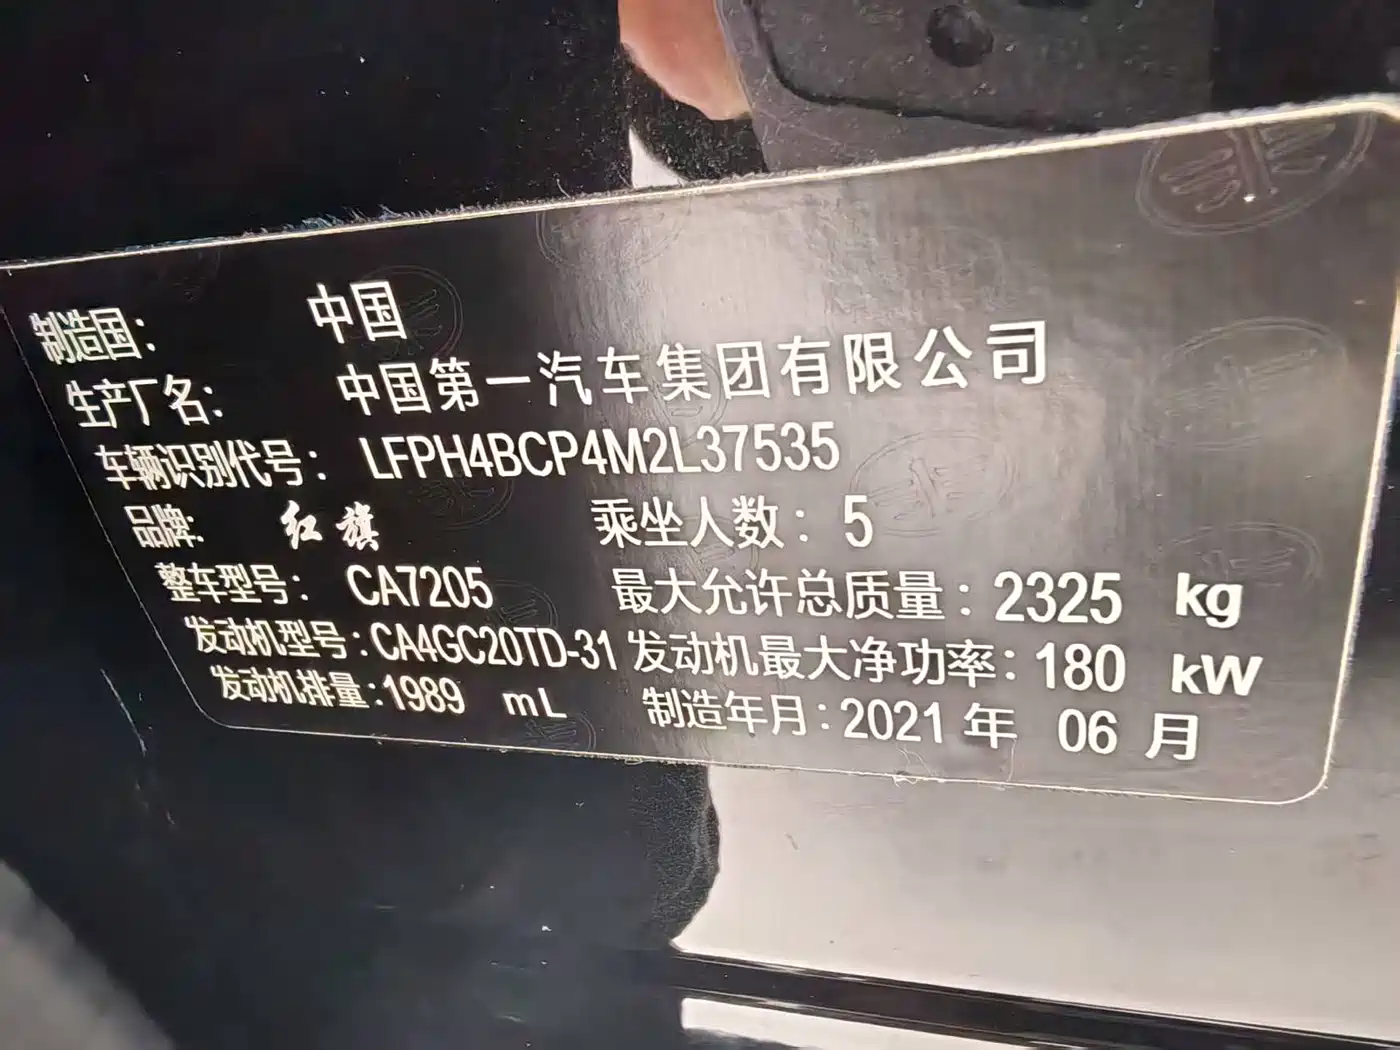 制造国: 中国
生产厂名: 中国第一汽车集团有限公司
车辆识别代号: LFPH4BCP4M2L37535
品牌: 红旗 乘坐人数: 5
整车型号: CA7205 最大允许总质量: 2325 kg
发动机型号: CA4GC20TD-31 发动机最大净功率: 180 kW
发动机排量: 1989 mL 制造年月: 2021 年 06 月